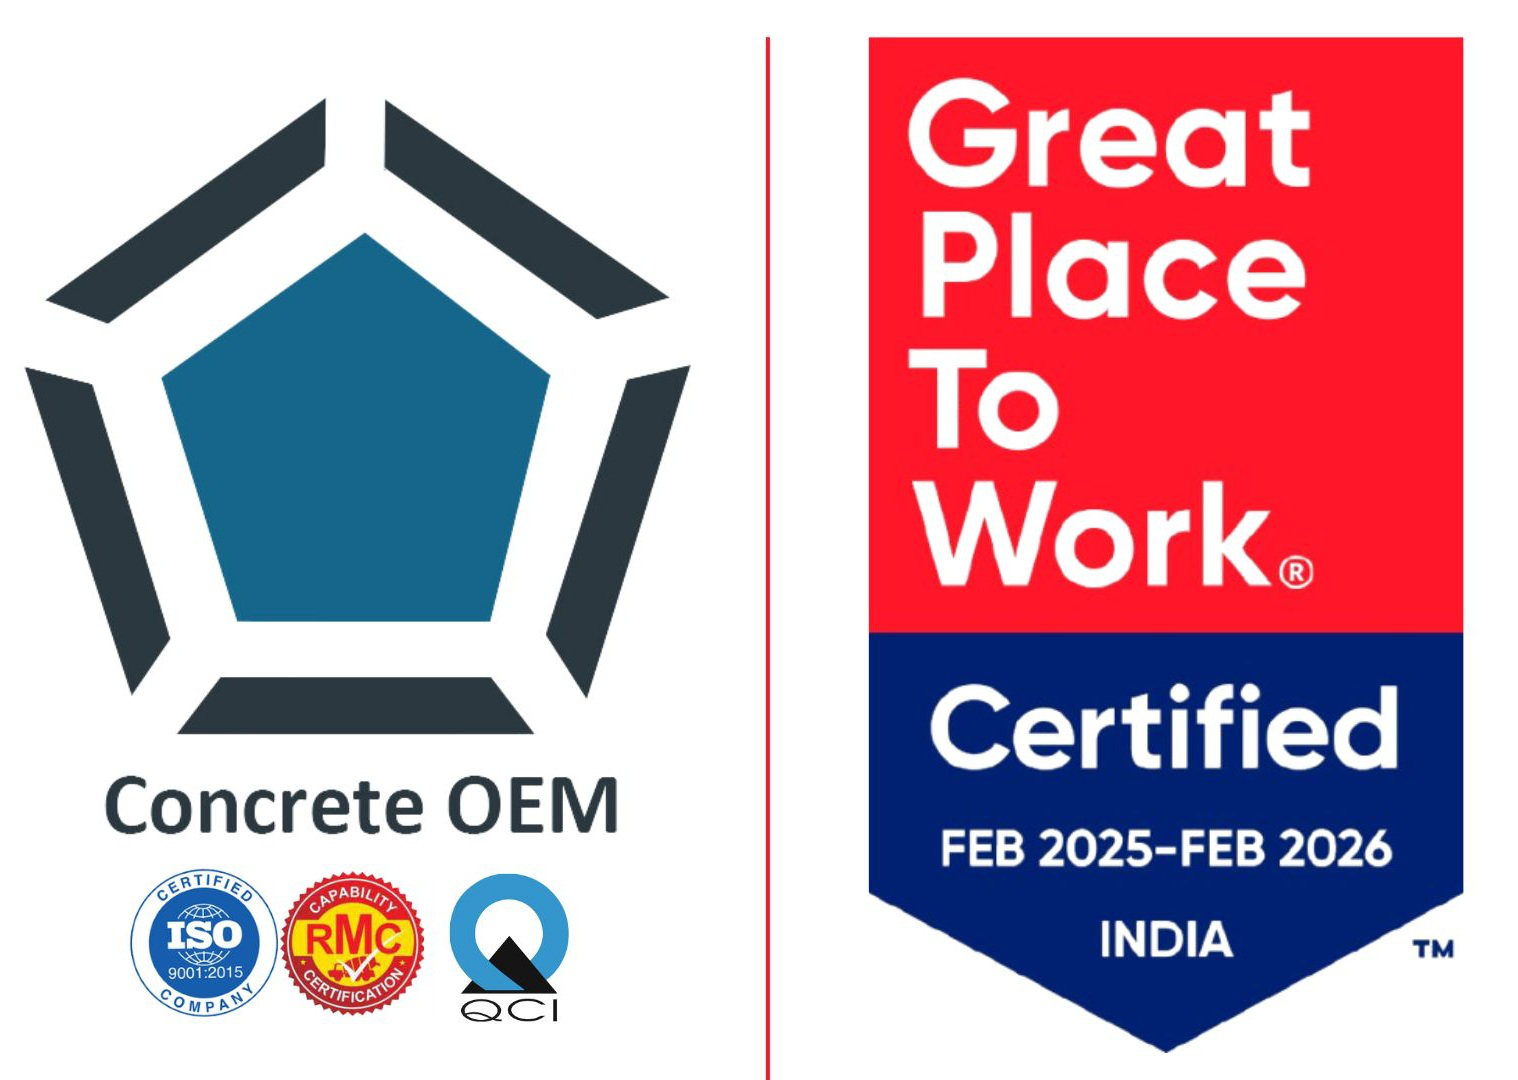 Concrete OEM
CERTIFIED
ISO
9001:2015
COMPANY
CAPABILITY
RMC
CERTIFICATION
QCI
Great
Place
To
Work®
Certified
FEB 2025-FEB 2026
INDIA
TM